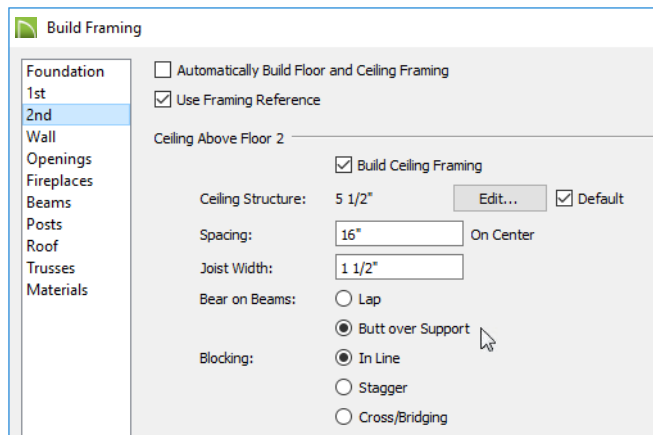 Build Framing
Foundation
1st
2nd
Wall
Openings
Fireplaces
Beams
Posts
Roof
Trusses
Materials
Automatically Build Floor and Ceiling Framing
Use Framing Reference
Ceiling Above Floor 2
Build Ceiling Framing
Ceiling Structure: 5 1/2" Edit... Default
Spacing: 16" On Center
Joist Width: 1 1/2"
Bear on Beams: Lap
Butt over Support
Blocking: In Line
Stagger
Cross/Bridging